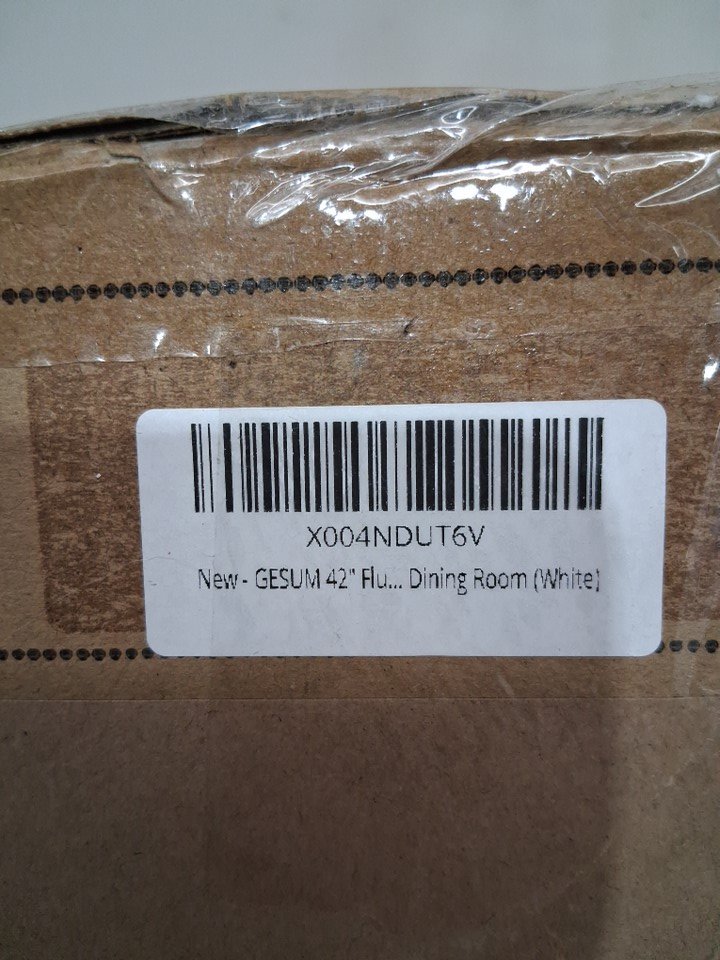 X004NDUT6V
New - GESUM 42" Flu... Dining Room (White)